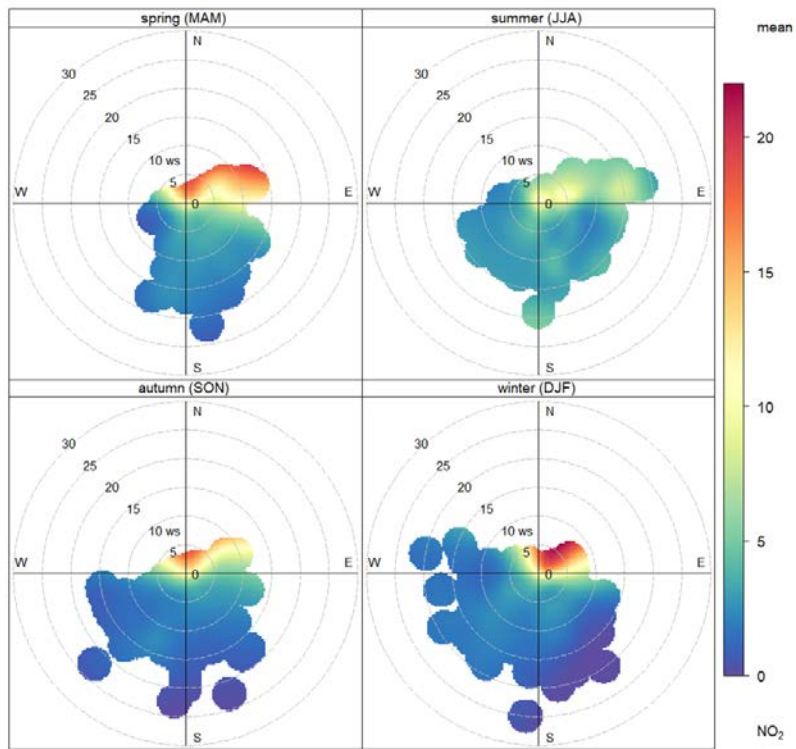 spring (MAM)
summer (JJA)
mean
N
30
25
20
15
10 ws
5
0
W
E
S
N
30
25
20
15
10 ws
5
0
W
E
S
autumn (SON)
winter (DJF)
N
30
25
20
15
10 ws
5
0
W
E
S
N
30
25
20
15
10 ws
5
0
W
E
S
20
15
10
5
0
NO₂